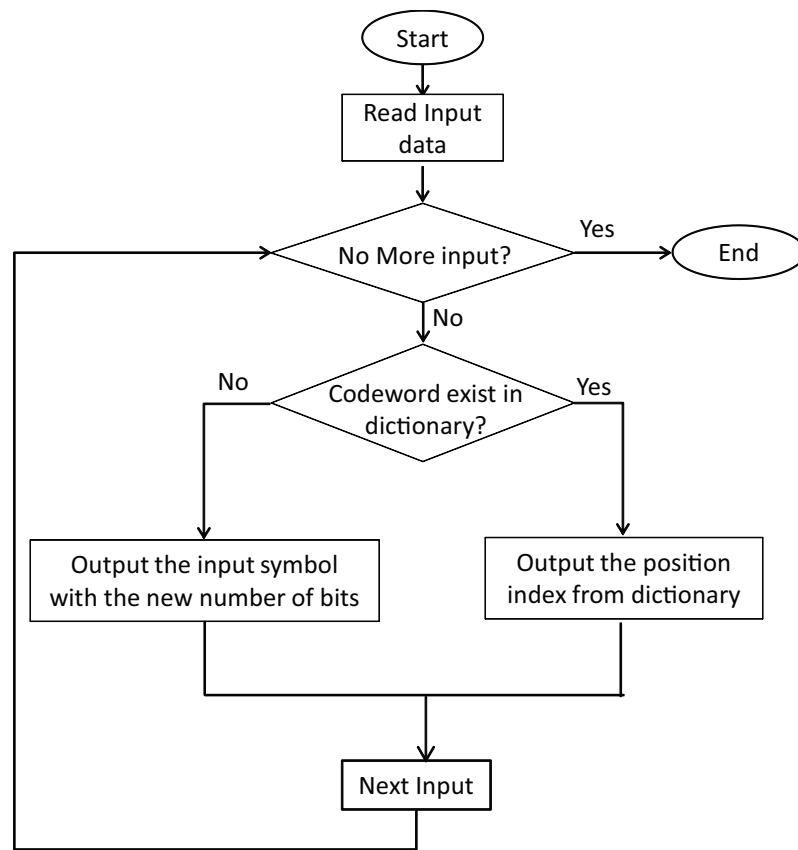 Start
Read Input
data
No More input?
Yes
End
No
Codeword exist in
dictionary?
No
Yes
Output the input symbol
with the new number of bits
Output the position
index from dictionary
Next Input